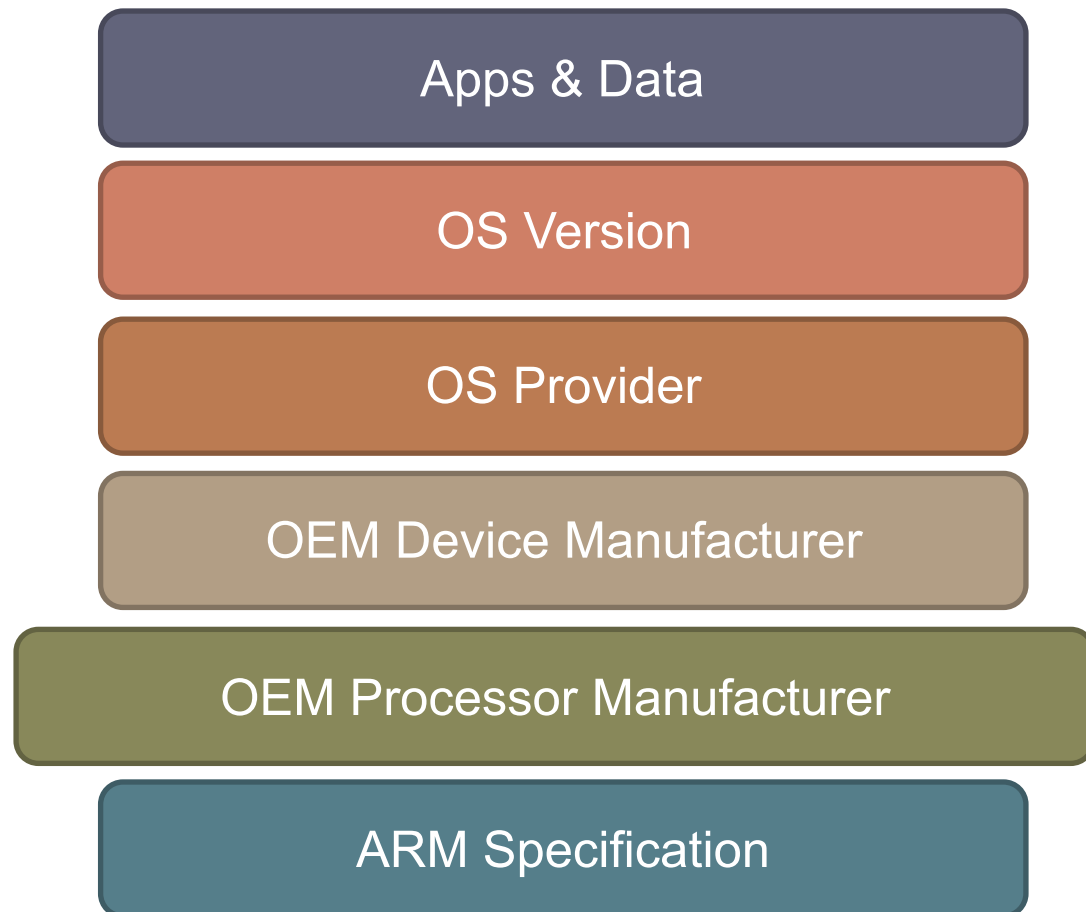 Apps & Data
OS Version
OS Provider
OEM Device Manufacturer
OEM Processor Manufacturer
ARM Specification